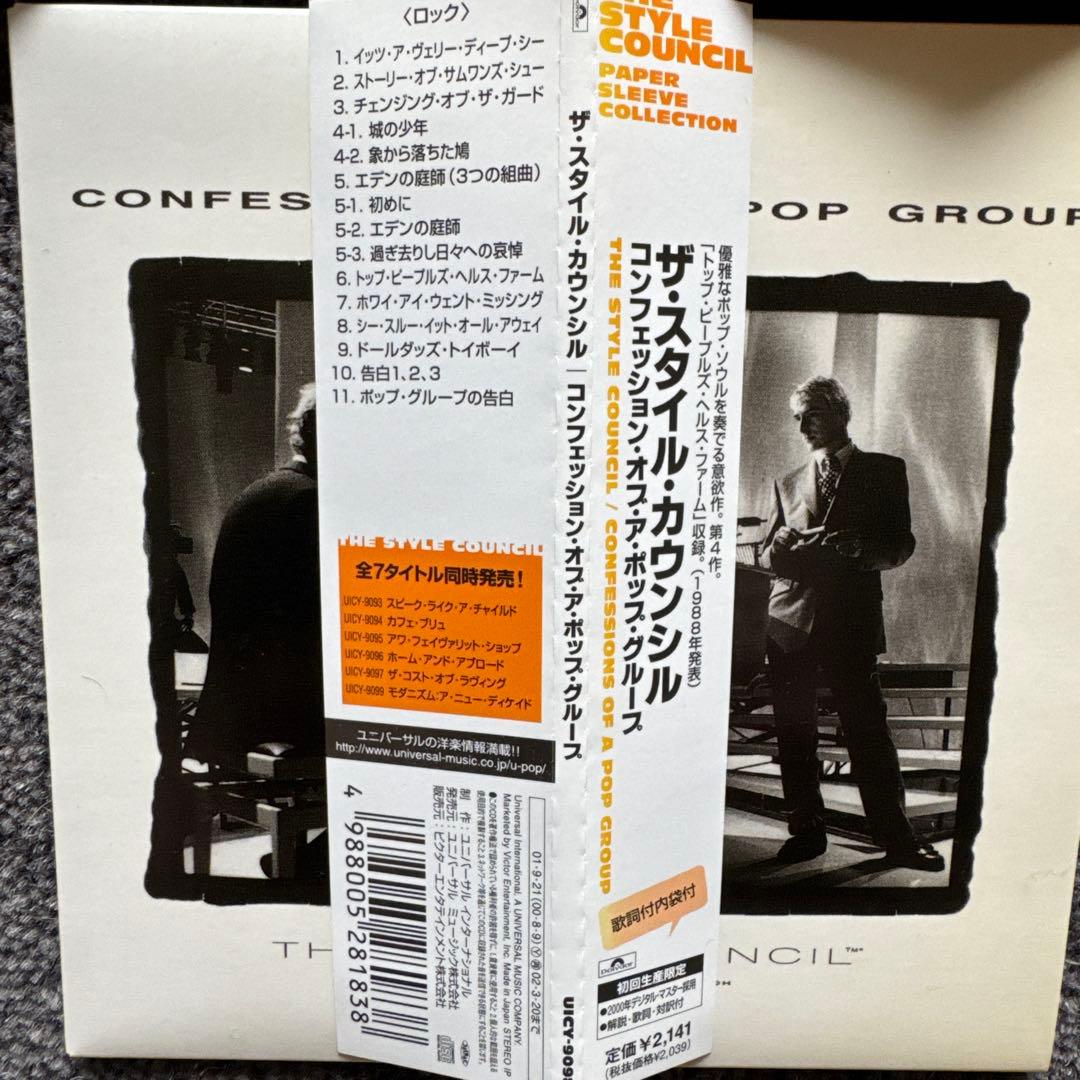 〈ロック〉
1. イッツ・ア・ヴェリー・ディープ・シー
2. ストーリー・オブ・サムワンズ・シュー
3. チェンジング・オブ・ザ・ガード
4-1. 城の少年
4-2. 象から落ちた鳩
5. エデンの庭師(3つの組曲)
5-1. 初めに
5-2. エデンの庭師
5-3. 過ぎ去りし日々への哀悼
6. トップ・ピープルズ・ヘルス・ファーム
7. ホワイ・アイ・ウェント・ミッシング
8. シー・スルー・イット・オール・アウェイ
9. ドールダッズ・トイボーイ
10. 告白1、2、3
11. ポップ・グループの告白
THE STYLE COUNCIL
全7タイトル同時発売!
UICY-9093 スピーク・ライク・ア・チャイルド
UICY-9094 カフェ・ブリュ
UICY-9095 アワ・フェイヴァリット・ショップ
UICY-9096 ホーム・アンド・アブロード
UICY-9097 ザ・コスト・オブ・ラヴィング
UICY-9099 モダニズム:ア・ニュー・ディケイド
ユニバーサルの洋楽情報満載!!
http://www.universal-music.co.jp/u-pop/
制 作:ユニバーサル インターナショナル
発売元:ユニバーサル ミュージック株式会社
販売元:ビクターエンタテインメント株式会社
4 988005 281838
01・9・21 (00・8・9) Ⓨ 再 02・3・20まで
Universal International. A UNIVERSAL MUSIC COMPANY.
Marketed by Victor Entertainment, Inc. Made in Japan STEREO
polydor
ザ・スタイル・カウンシル｜コンフェッション・オブ・ア・ポップ・グループ
UICY-909
THE
STYLE
COUNCIL
PAPER
SLEEVE
COLLECTION
優雅なポップ・ソウルを奏でる意欲作。第4作。
「トップ・ピープルズ・ヘルス・ファーム」収録。(1988年発表)
ザ・スタイル・カウンシル
コンフェッション・オブ・ア・ポップ・グループ
THE STYLE COUNCIL / CONFESSIONS OF A POP GROUP
歌詞付内袋付
polydor
初回生産限定
●2000年デジタル・マスター採用
●解説・歌詞・対訳付
定価¥2,141
(税抜価格¥2,039)
CONFES
POP GROUP
TH
NCIL™